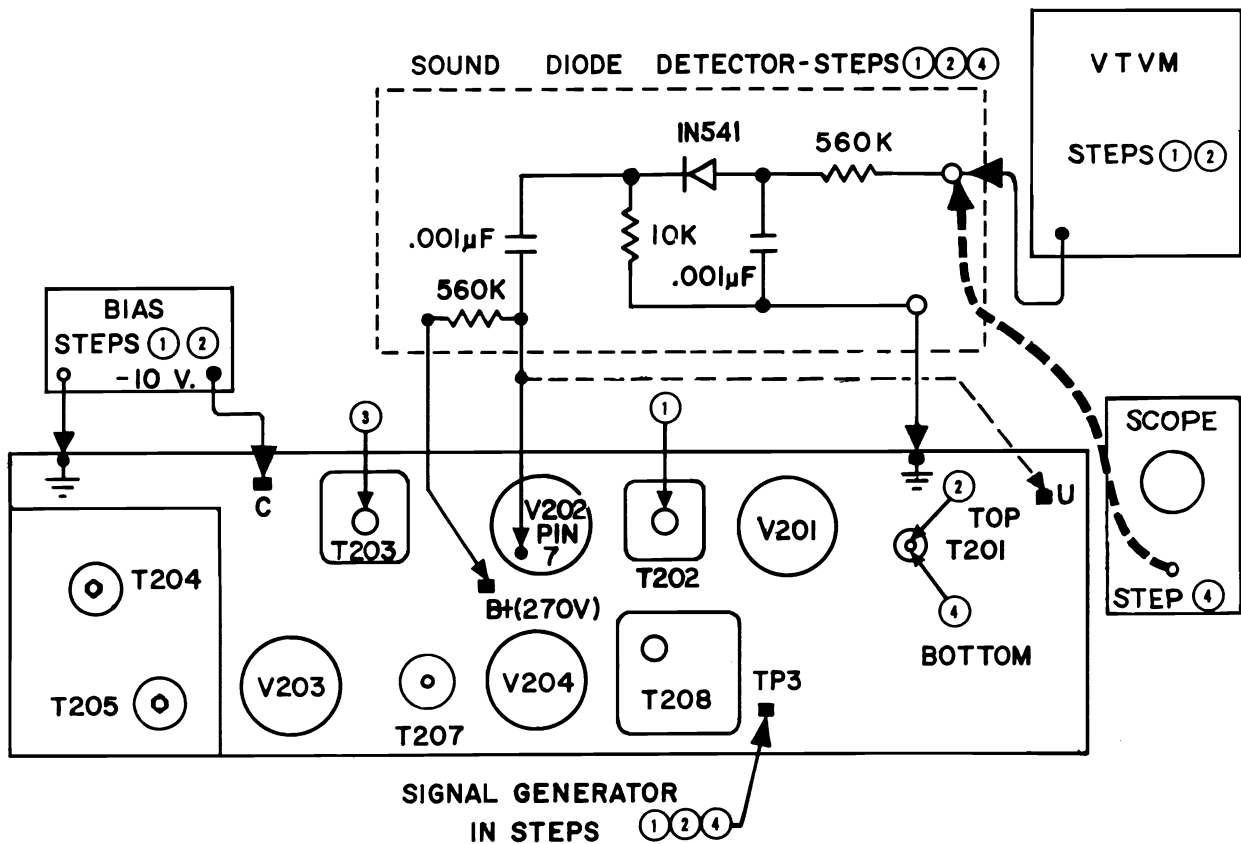 SOUND DIODE DETECTOR-STEPS ① ② ④
VTVM
STEPS ① ②
IN541
560K
.001µF
10K
.001µF
560K
BIAS
STEPS ① ②
-10 V.
③
①
SCOPE
STEP ④
C
T203
V202
PIN
7
T202
V201
②
TOP
T201
④
BOTTOM
U
T204
B+(270V)
T205
V203
T207
V204
T208
TP3
SIGNAL GENERATOR
IN STEPS ① ② ④